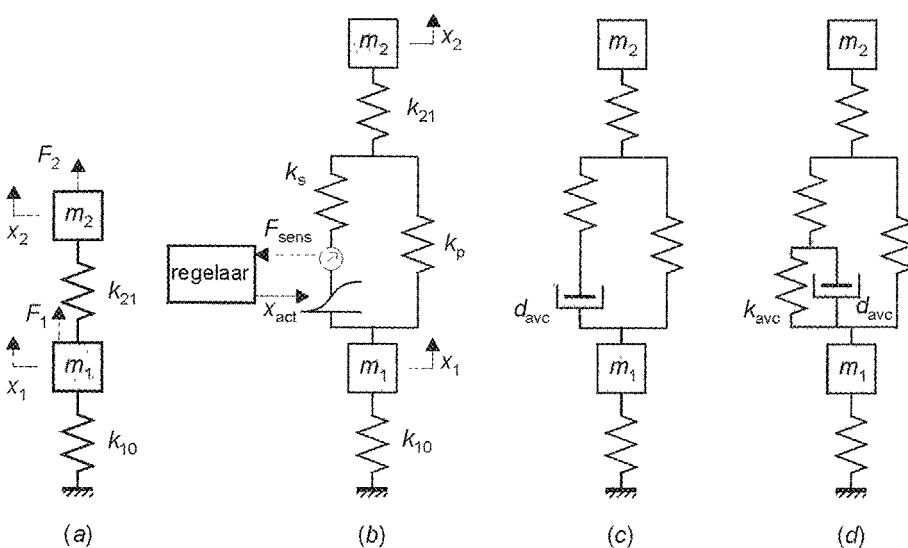 m2
x2
k21
ks
F2
m2
x2
Fsens
regelaar
xact
kp
k21
F1
m1
x1
k10
m1
x1
k10
m2
davc
m1
m2
kavc
davc
m1
(a)
(b)
(c)
(d)